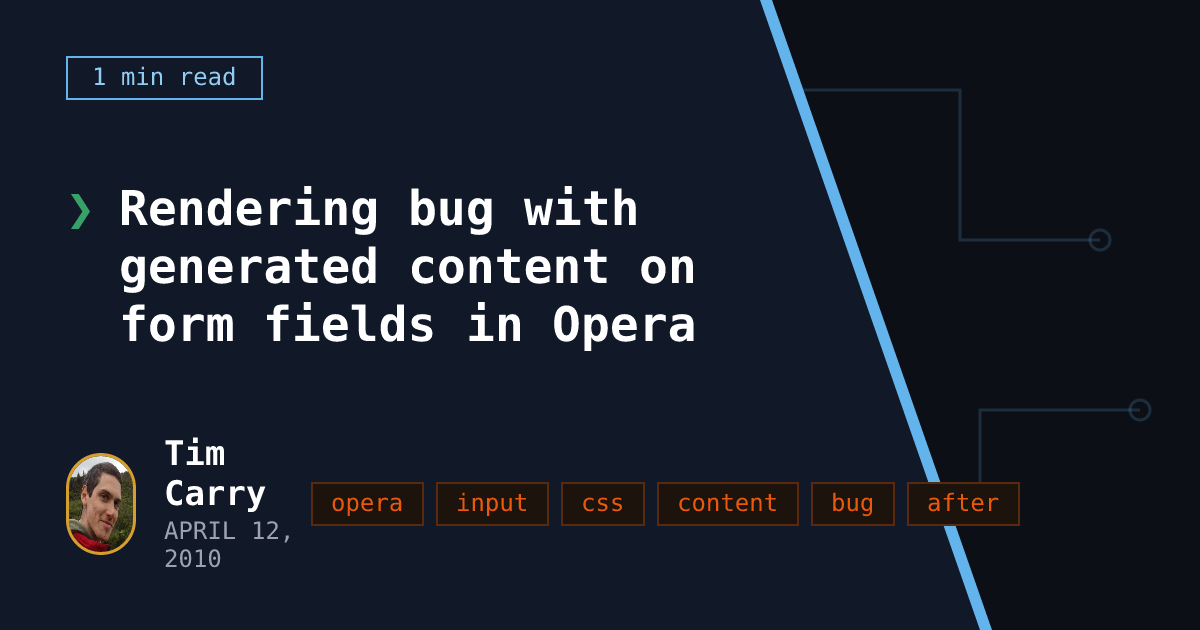 1 min read
❯ Rendering bug with
generated content on
form fields in Opera
Tim
Carry
APRIL 12,
2010
opera input css content bug after